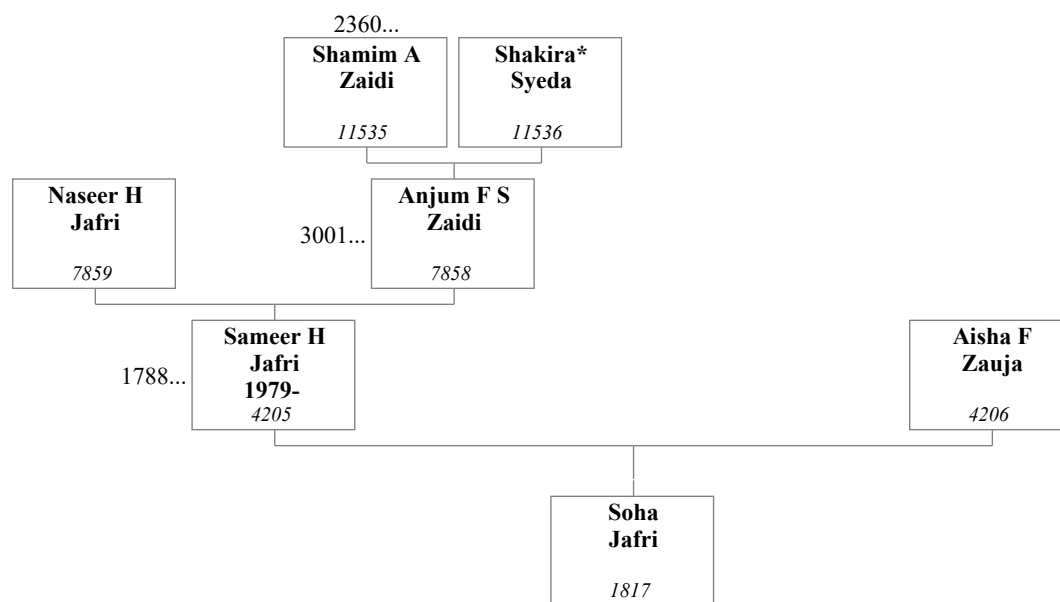 2360...
Shamim A
Zaidi
11535
Shakira*
Syeda
11536
Naseer H
Jafri
7859
3001...
Anjum F S
Zaidi
7858
1788...
Sameer H
Jafri
1979-
4205
Aisha F
Zauja
4206
Soha
Jafri
1817